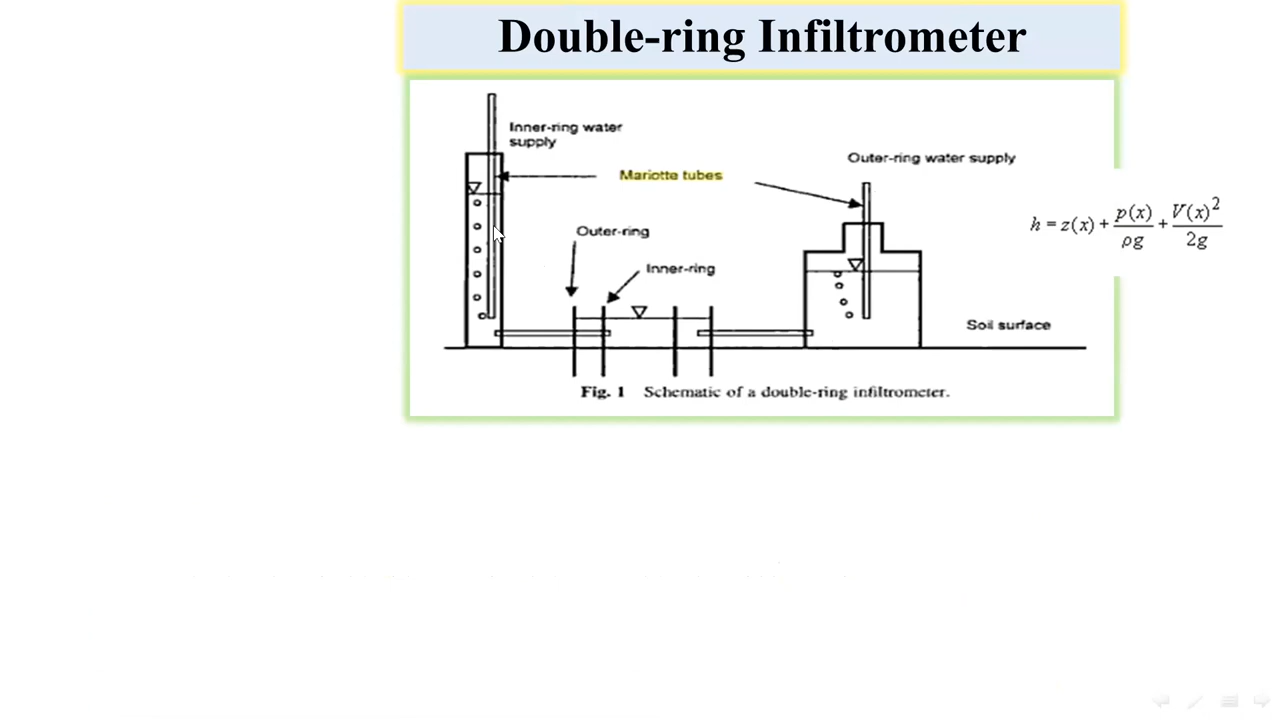 Double-ring Infiltrometer
Inner-ring water
supply
Outer-ring water supply
Mariotte tubes
h = z(x) + p(x)/ρg + V(x)²/2g
Outer-ring
Inner-ring
Soil surface
Fig. 1 Schematic of a double-ring infiltrometer.